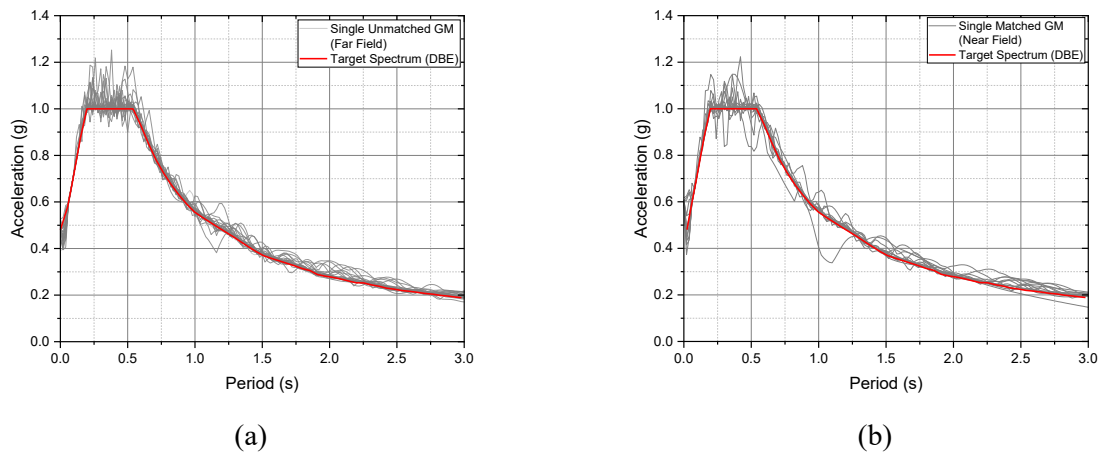 1.4
1.2
1.0
0.8
0.6
0.4
0.2
0.0
Acceleration (g)
0.0 0.5 1.0 1.5 2.0 2.5 3.0
Period (s)
Single Unmatched GM
(Far Field)
Target Spectrum (DBE)
(a)
1.4
1.2
1.0
0.8
0.6
0.4
0.2
0.0
Acceleration (g)
0.0 0.5 1.0 1.5 2.0 2.5 3.0
Period (s)
Single Matched GM
(Near Field)
Target Spectrum (DBE)
(b)